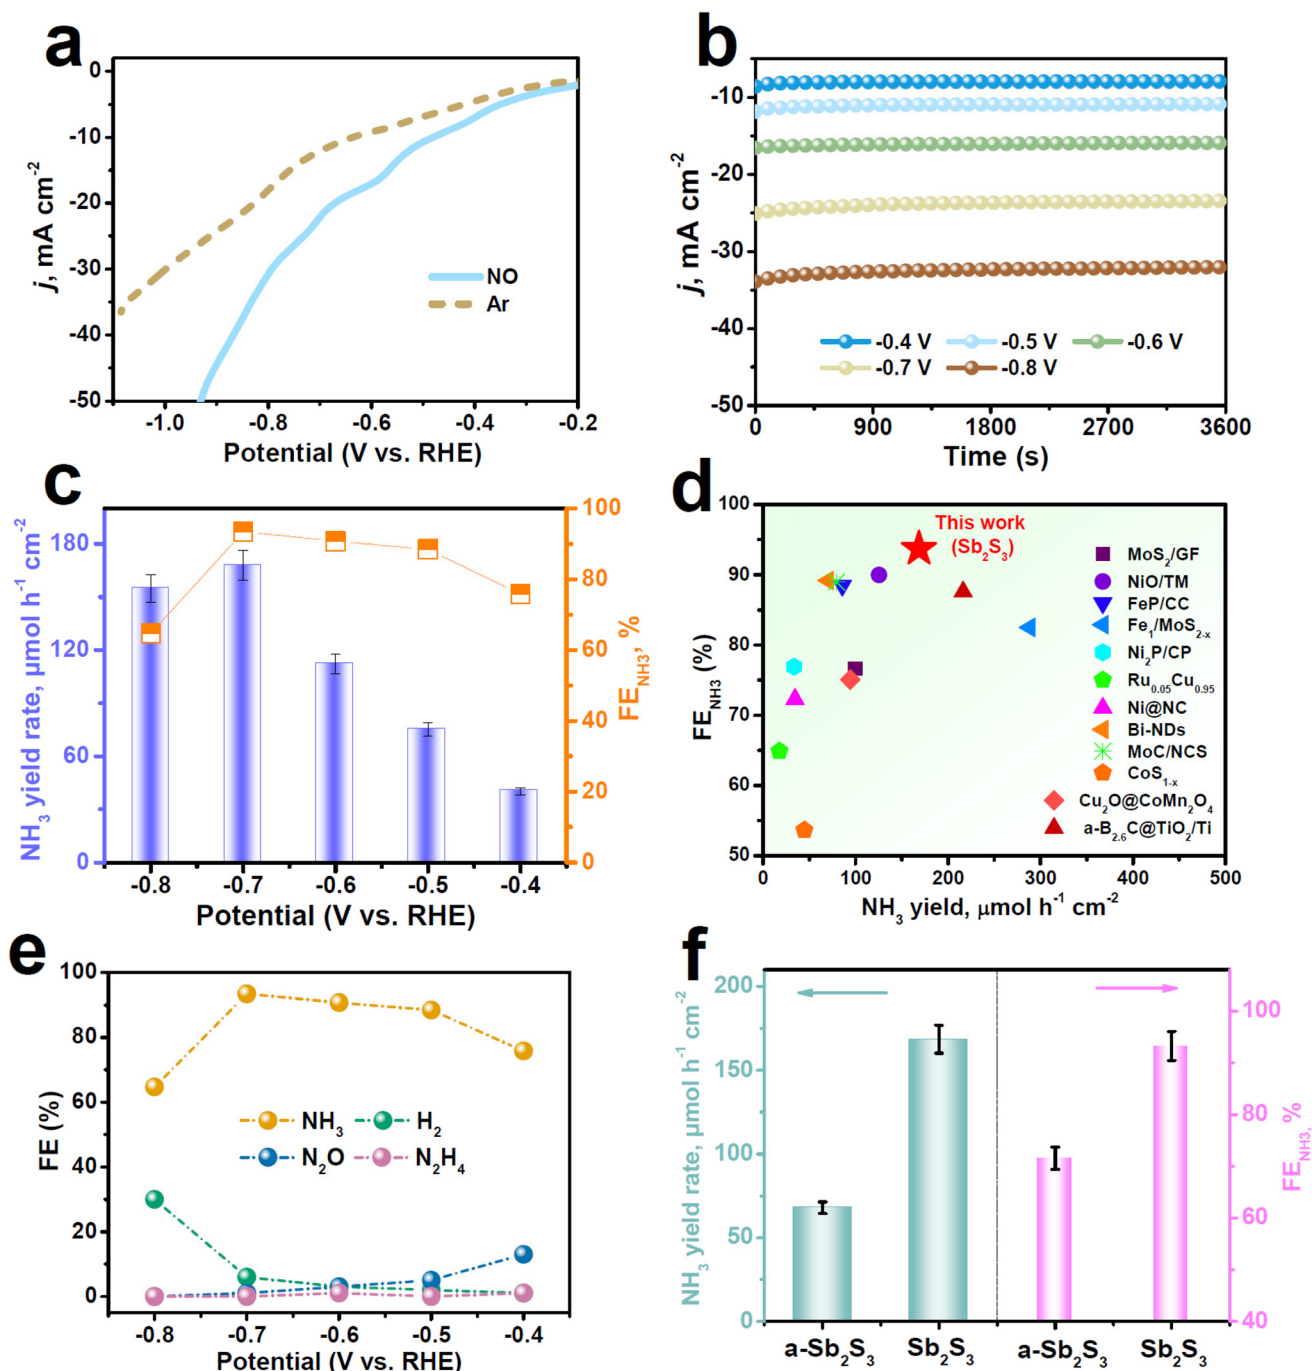 a
0
-10
-20
-30
-40
-50
j, mA cm⁻²
NO
Ar
-1.0
-0.8
-0.6
-0.4
-0.2
Potential (V vs. RHE)
b
-10
-20
-30
-40
-50
j, mA cm⁻²
-0.4 V
-0.5 V
-0.6 V
-0.7 V
-0.8 V
0
900
1800
2700
3600
Time (s)
c
180
120
60
0
NH₃ yield rate, μmol h⁻¹ cm⁻²
100
80
60
40
20
0
FE_NH3, %
-0.8
-0.7
-0.6
-0.5
-0.4
Potential (V vs. RHE)
d
100
90
80
70
60
50
FE_NH3 (%)
This work
(Sb₂S₃)
MoS₂/GF
NiO/TM
FeP/CC
Fe₁/MoS₂₋ₓ
Ni₂P/CP
Ru₀.₀₅Cu₀.₉₅
Ni@NC
Bi-NDs
MoC/NCS
CoS₁₋ₓ
Cu₂O@CoMn₂O₄
a-B₂.₆C@TiO₂/Ti
0
100
200
300
400
500
NH₃ yield, μmol h⁻¹ cm⁻²
e
100
80
60
40
20
0
FE (%)
NH₃
H₂
N₂O
N₂H₄
-0.8
-0.7
-0.6
-0.5
-0.4
Potential (V vs. RHE)
f
200
150
100
50
0
NH₃ yield rate, μmol h⁻¹ cm⁻²
100
80
60
40
FE_NH3, %
a-Sb₂S₃
Sb₂S₃
a-Sb₂S₃
Sb₂S₃